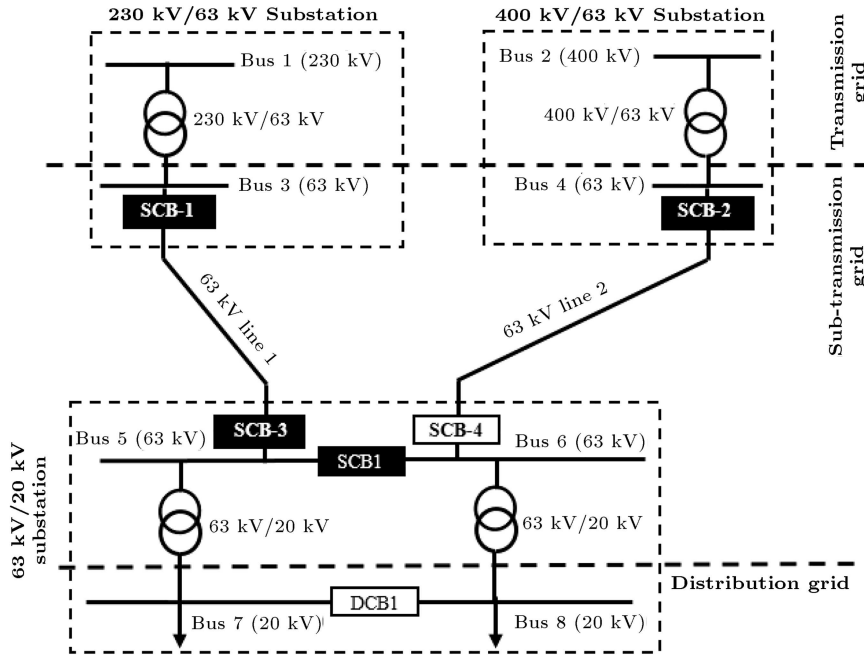 230 kV/63 kV Substation
400 kV/63 kV Substation
Bus 1 (230 kV)
Bus 2 (400 kV)
Transmission
grid
230 kV/63 kV
400 kV/63 kV
Bus 3 (63 kV)
Bus 4 (63 kV)
SCB-1
SCB-2
Sub-transmission
grid
63 kV line 1
63 kV line 2
SCB-3
SCB-4
Bus 5 (63 kV)
Bus 6 (63 kV)
SCB1
63 kV/20 kV
substation
63 kV/20 kV
63 kV/20 kV
Distribution grid
DCB1
Bus 7 (20 kV)
Bus 8 (20 kV)